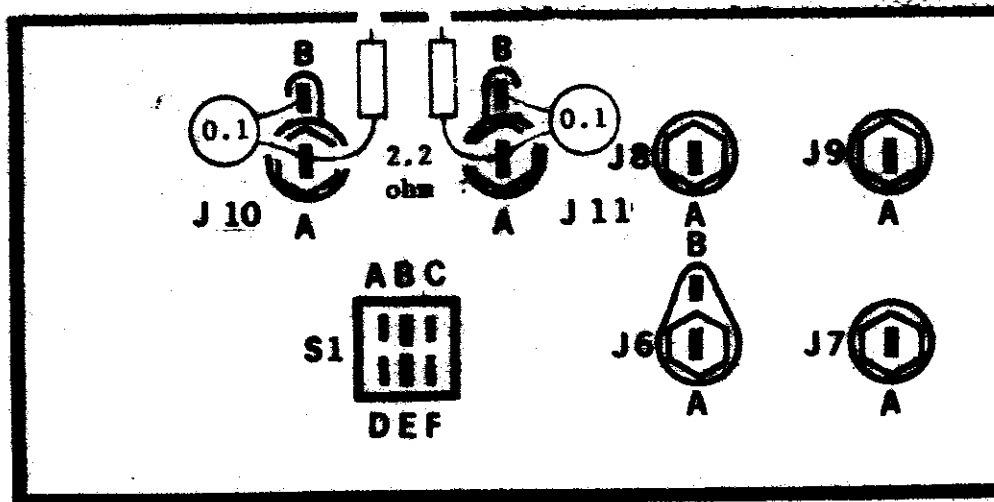 B B
0.1 0.1
2.2
ohm
J8 J9
J 10 A A J 11 A A
B
A B C
S1 J6 J7
A A
D E F